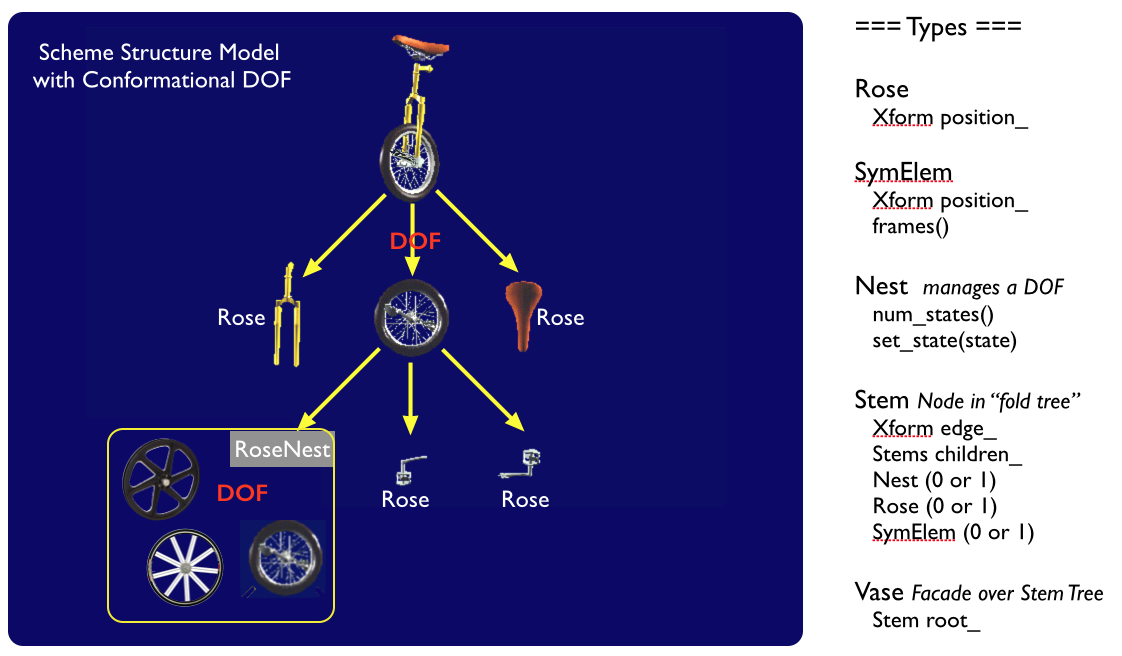 Scheme Structure Model
with Conformational DOF
DOF
Rose
Rose
RoseNest
DOF
Rose
Rose
=== Types ===
Rose
Xform position_
SymElem
Xform position_
frames()
Nest manages a DOF
num_states()
set_state(state)
Stem Node in “fold tree”
Xform edge_
Stems children_
Nest (0 or 1)
Rose (0 or 1)
SymElem (0 or 1)
Vase Facade over Stem Tree
Stem root_